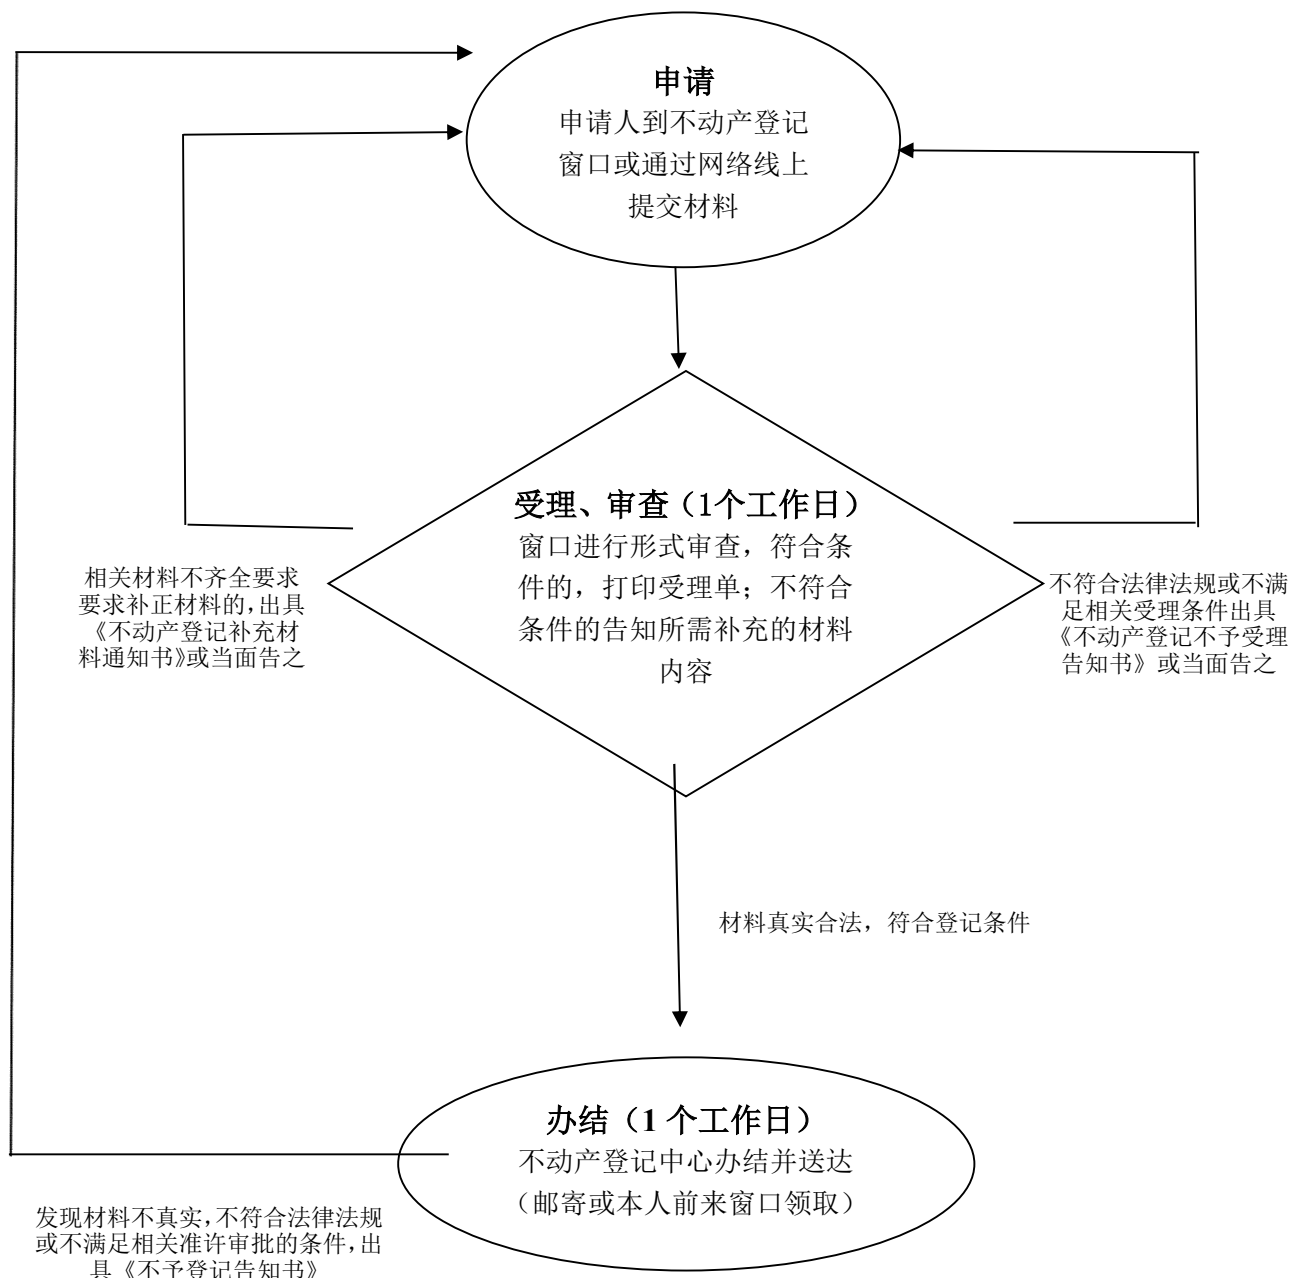 申请
申请人到不动产登记
窗口或通过网络线上
提交材料
受理、审查（1个工作日）
窗口进行形式审查，符合条
件的，打印受理单；不符合
条件的告知所需补充的材料
内容
相关材料不齐全要求
要求补正材料的,出具
《不动产登记补充材
料通知书》或当面告之
不符合法律法规或不满
足相关受理条件出具
《不动产登记不予受理
告知书》或当面告之
材料真实合法，符合登记条件
办结（1 个工作日）
不动产登记中心办结并送达
（邮寄或本人前来窗口领取）
发现材料不真实,不符合法律法规
或不满足相关准许审批的条件,出
具《不予登记告知书》